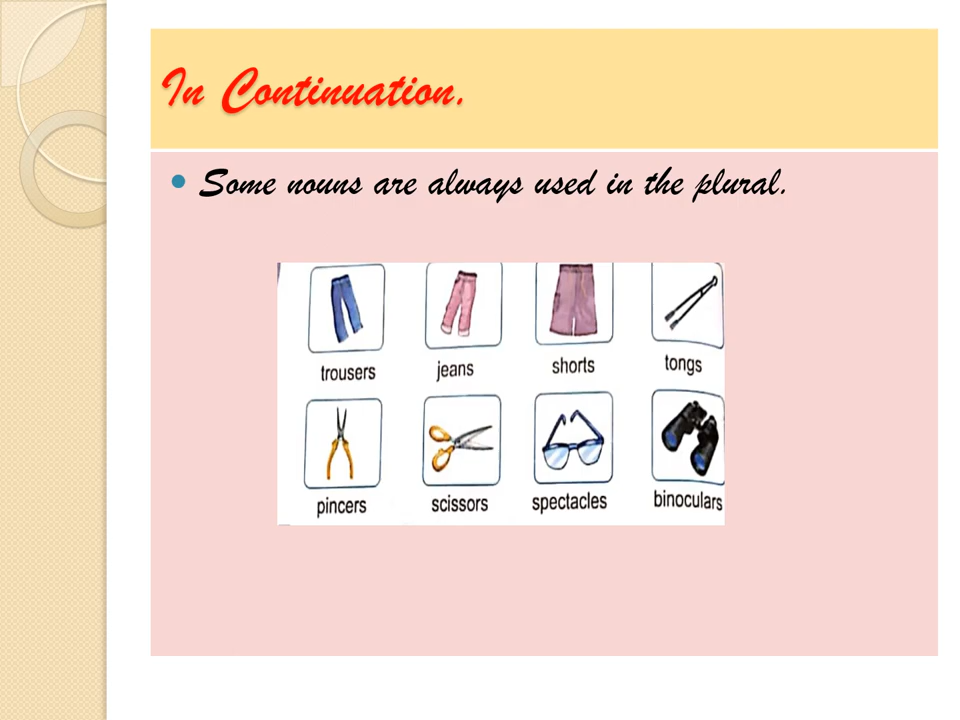 In Continuation.
Some nouns are always used in the plural.
trousers jeans shorts tongs
pincers scissors spectacles binoculars